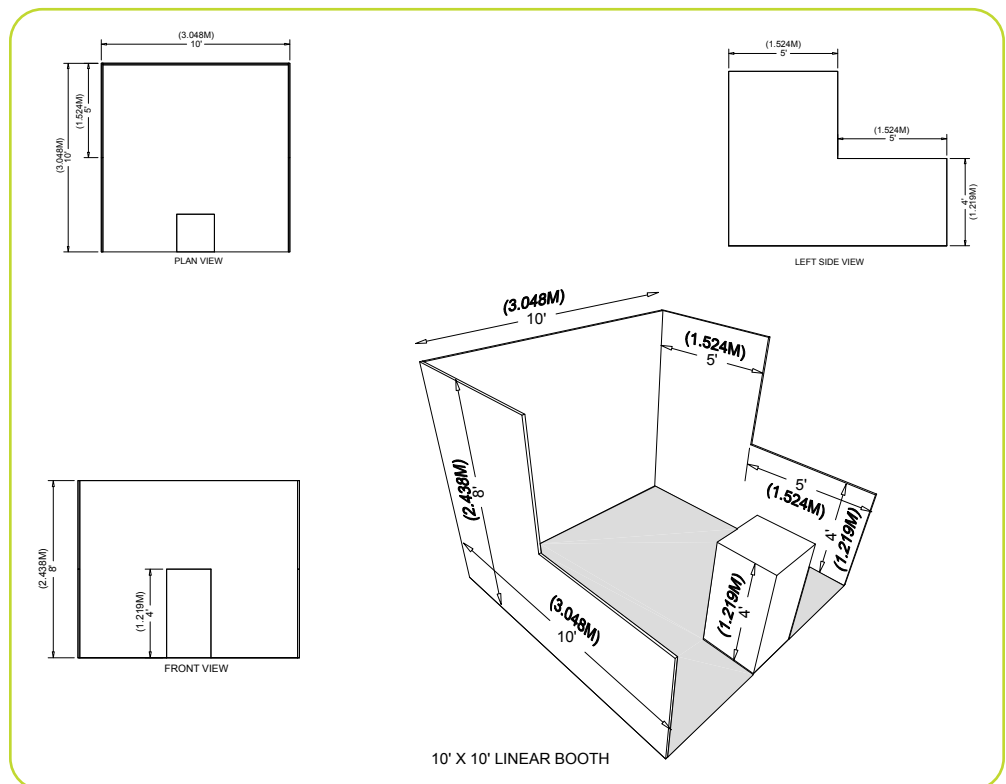 (3.048M)
10'
(1.524M)
5'
(3.048M)
10'
PLAN VIEW
(1.524M)
5'
(1.524M)
5'
4'
(1.219M)
LEFT SIDE VIEW
(3.048M)
10'
(1.524M)
5'
(2.438M)
8'
5'
(1.524M)
4'
(1.219M)
(1.219M)
4'
(3.048M)
10'
(2.438M)
8'
(1.219M)
4'
FRONT VIEW
10' X 10' LINEAR BOOTH